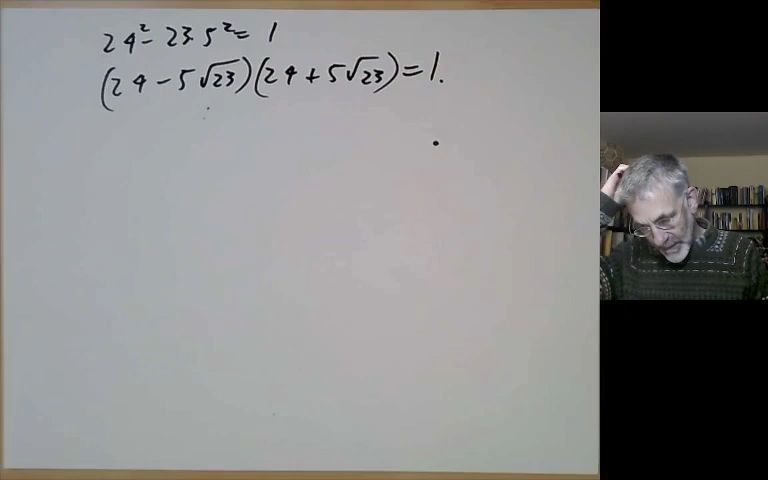 24² - 23·5² = 1
(24 - 5√23)(24 + 5√23) = 1.